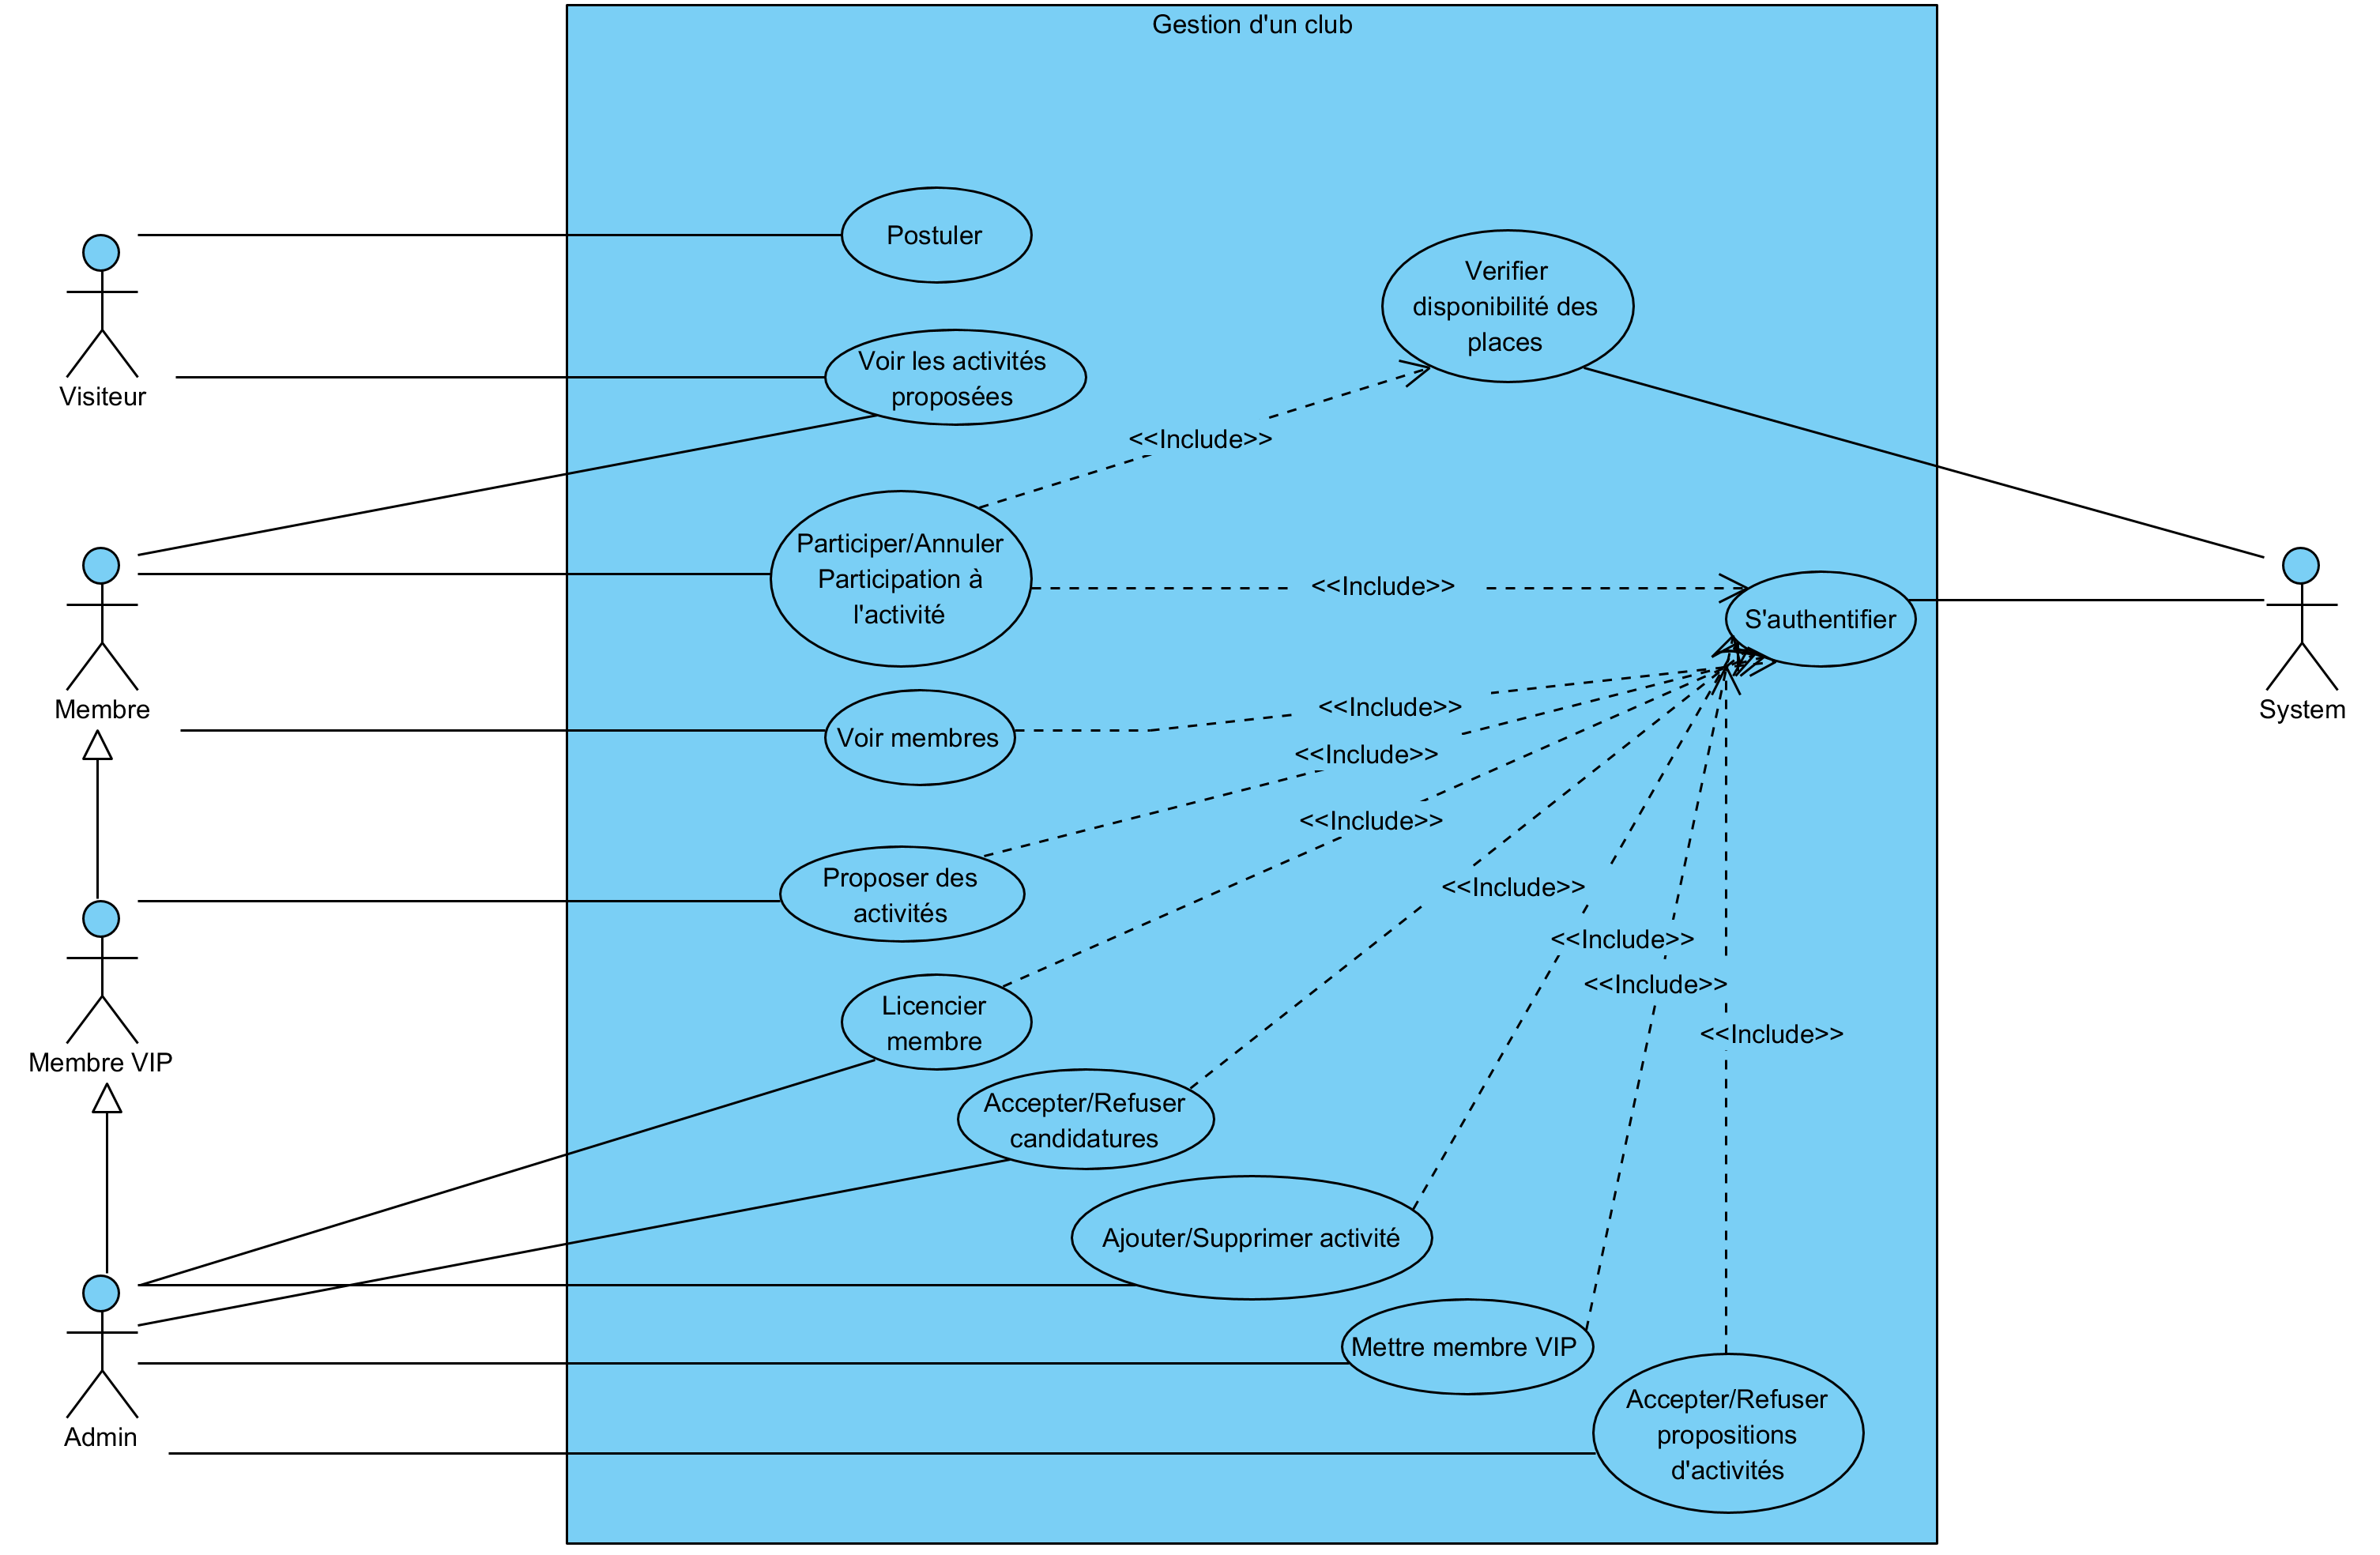 Gestion d'un club
Postuler
Verifier
disponibilité des
places
Visiteur
Voir les activités
proposées
<<Include>>
Participer/Annuler
Participation à
l'activité
<<Include>>
S'authentifier
Membre
System
Voir membres
<<Include>>
<<Include>>
<<Include>>
Proposer des
activités
<<Include>>
<<Include>>
<<Include>>
Licencier
membre
<<Include>>
Membre VIP
Accepter/Refuser
candidatures
Ajouter/Supprimer activité
Mettre membre VIP
Accepter/Refuser
propositions
d'activités
Admin